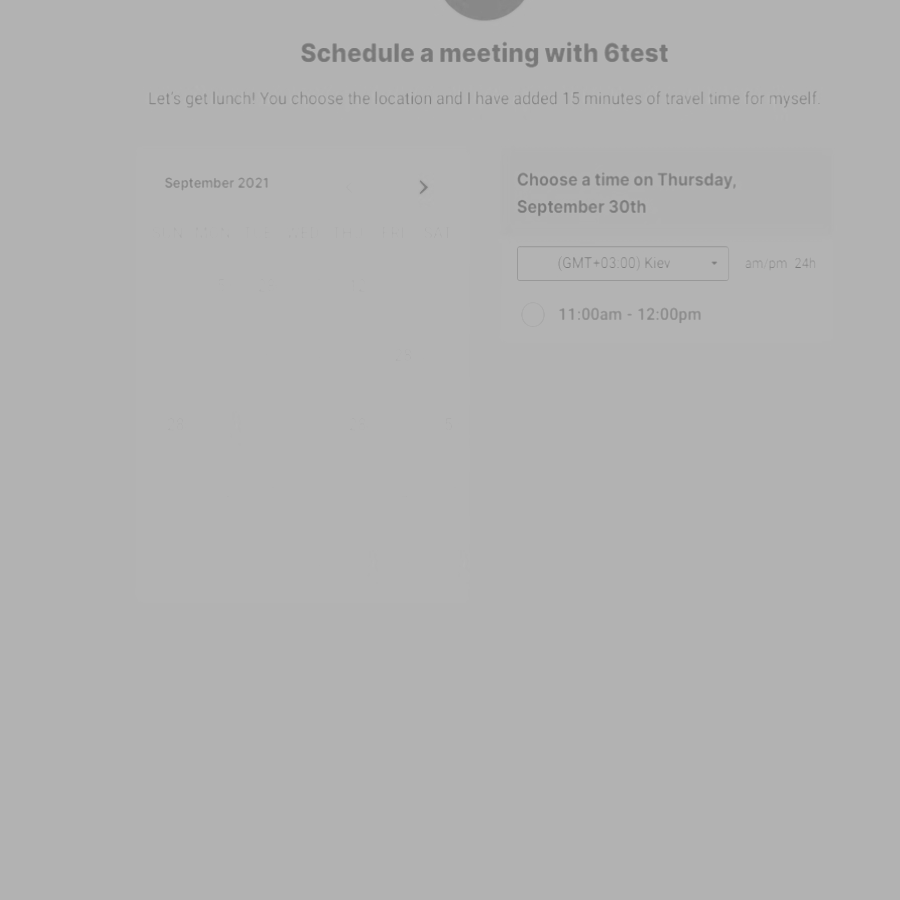 Schedule a meeting with 6test
Let's get lunch! You choose the location and I have added 15 minutes of travel time for myself.
September 2021
Choose a time on Thursday,
September 30th
(GMT+03:00) Kiev
am/pm 24h
11:00am - 12:00pm